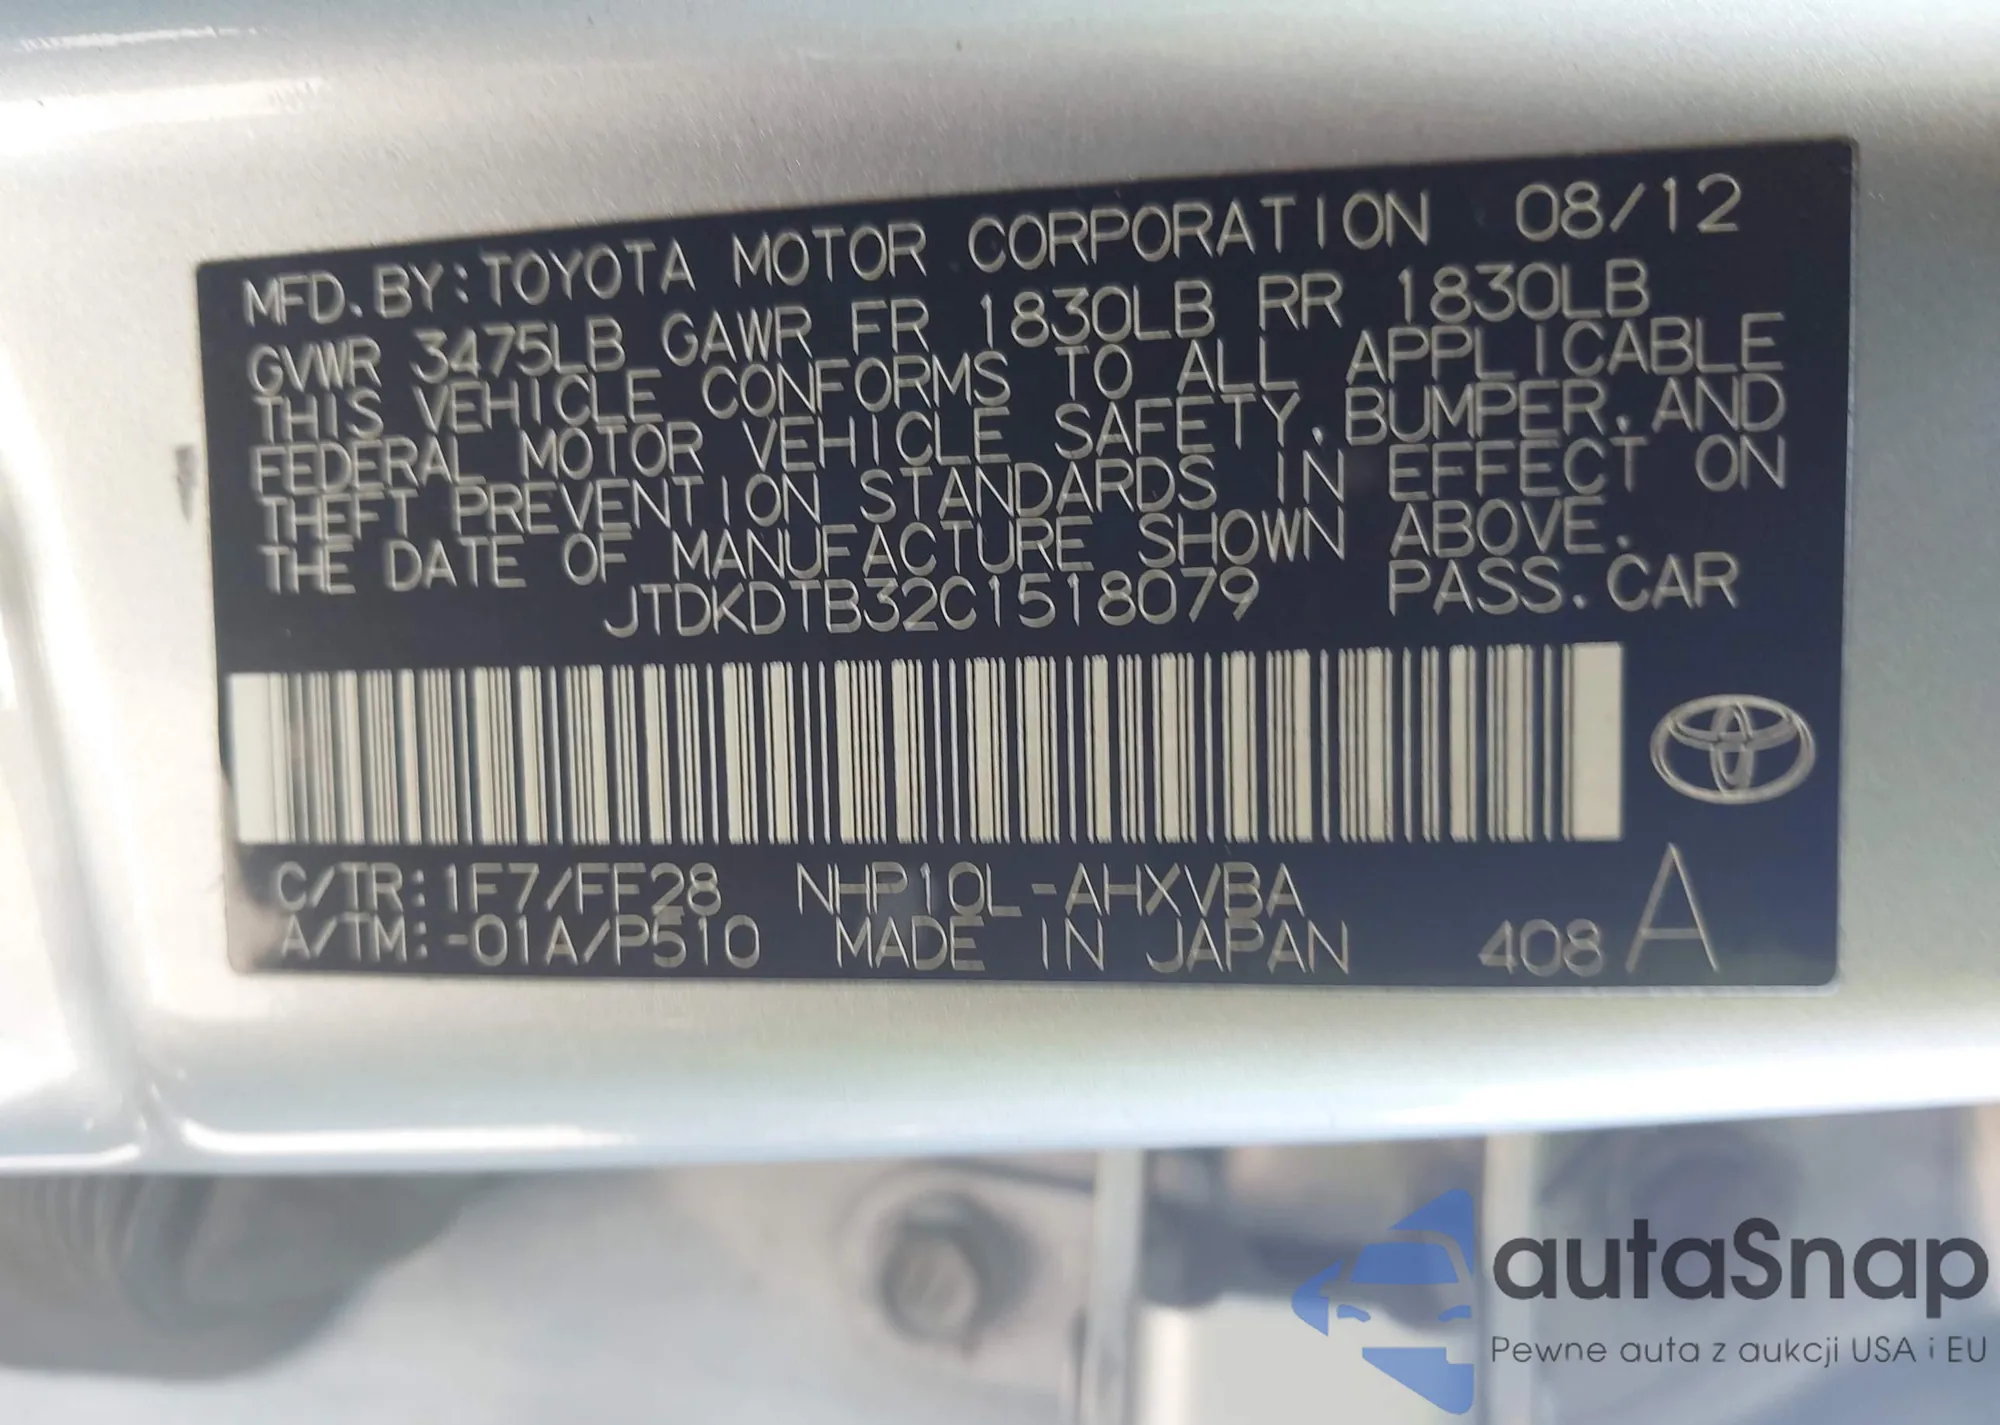 MFD.BY:TOYOTA MOTOR CORPORATION 08/12
GVWR 3475LB GAWR FR 1830LB RR 1830LB
THIS VEHICLE CONFORMS TO ALL APPLICABLE
FEDERAL MOTOR VEHICLE SAFETY,BUMPER,AND
THEFT PREVENTION STANDARDS IN EFFECT ON
THE DATE OF MANUFACTURE SHOWN ABOVE.
JTDKDTB32C1518079 PASS.CAR
C/TR:1F7/FF28 NHP10L-AHXVBA
A/TM:-01A/P510 MADE IN JAPAN 408 A
autaSnap
Pewne auta z aukcji USA i EU